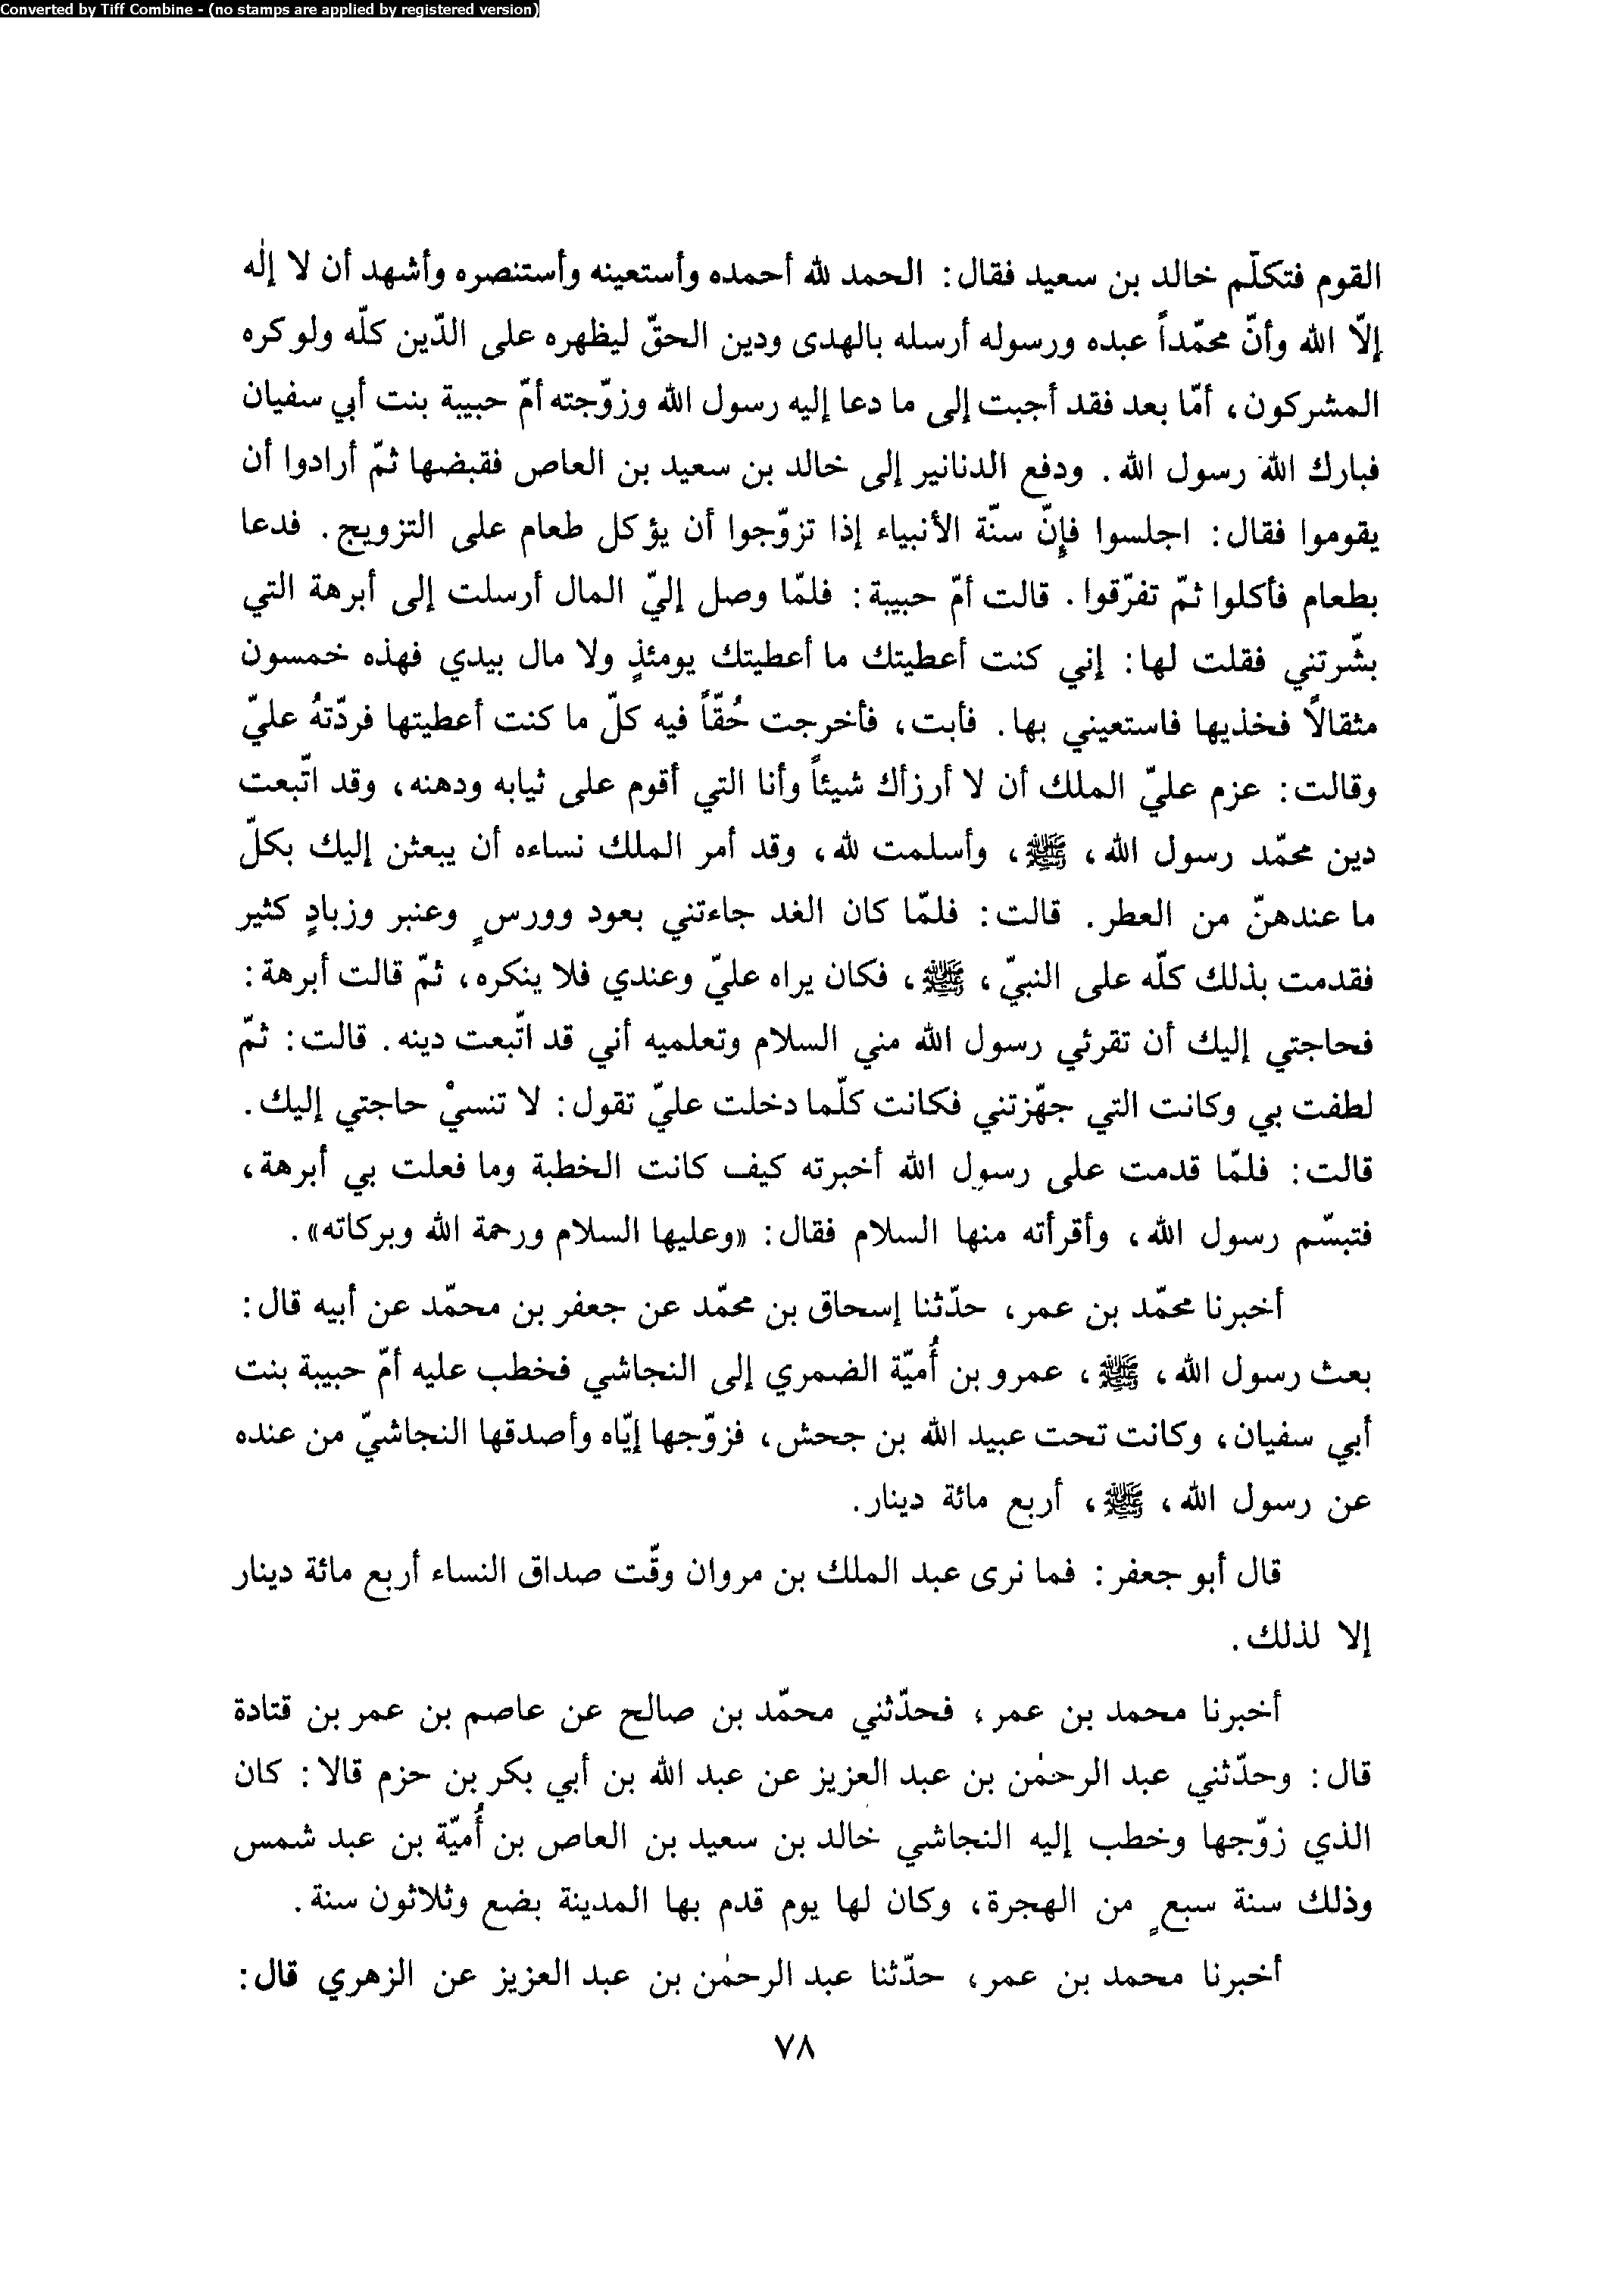 Converted by Tiff Combine - (no stamps are applied by registered version)
القوم فتكلّم خالد بن سعيد فقال: الحمد لله أحمده وأستعينه وأستنصره وأشهد أن لا إلٰه
إلّا الله وأنّ محمّداً عبده ورسوله أرسله بالهدى ودين الحقّ ليظهره على الدّين كلّه ولو كره
المشركون، أمّا بعد فقد أجبت إلى ما دعا إليه رسول الله وزوّجته أمّ حبيبة بنت أبي سفيان
فبارك الله رسول الله. ودفع الدنانير إلى خالد بن سعيد بن العاص فقبضها ثمّ أرادوا أن
يقوموا فقال: اجلسوا فإنّ سنّة الأنبياء إذا تزوّجوا أن يؤكل طعام على التزويج. فدعا
بطعام فأكلوا ثمّ تفرّقوا. قالت أمّ حبيبة: فلمّا وصل إليّ المال أرسلت إلى أبرهة التي
بشّرتني فقلت لها: إني كنت أعطيتك ما أعطيتك يومئذٍ ولا مال بيدي فهذه خمسون
مثقالاً فخذيها فاستعيني بها. فأبت، فأخرجت حُقّاً فيه كلّ ما كنت أعطيتها فردّتهُ عليّ
وقالت: عزم عليّ الملك أن لا أرزأك شيئاً وأنا التي أقوم على ثيابه ودهنه، وقد اتّبعت
دين محمّد رسول الله، ﷺ، وأسلمت لله، وقد أمر الملك نساءه أن يبعثن إليك بكلّ
ما عندهنّ من العطر. قالت: فلمّا كان الغد جاءتني بعود وورسٍ وعنبر وزبادٍ كثير
فقدمت بذلك كلّه على النبيّ، ﷺ، فكان يراه عليّ وعندي فلا ينكره، ثمّ قالت أبرهة:
فحاجتي إليك أن تقرئي رسول الله مني السلام وتعلميه أني قد اتّبعت دينه. قالت: ثمّ
لطفت بي وكانت التي جهّزتني فكانت كلّما دخلت عليّ تقول: لا تنسيْ حاجتي إليك.
قالت: فلمّا قدمت على رسول الله أخبرته كيف كانت الخطبة وما فعلت بي أبرهة،
فتبسّم رسول الله، وأقرأته منها السلام فقال: «وعليها السلام ورحمة الله وبركاته».
أخبرنا محمّد بن عمر، حدّثنا إسحاق بن محمّد عن جعفر بن محمّد عن أبيه قال:
بعث رسول الله، ﷺ، عمرو بن أُميّة الضمري إلى النجاشي فخطب عليه أمّ حبيبة بنت
أبي سفيان، وكانت تحت عبيد الله بن جحش، فزوّجها إيّاه وأصدقها النجاشيّ من عنده
عن رسول الله، ﷺ، أربع مائة دينار.
قال أبو جعفر: فما نرى عبد الملك بن مروان وقّت صداق النساء أربع مائة دينار
إلا لذلك.
أخبرنا محمد بن عمر، فحدّثني محمّد بن صالح عن عاصم بن عمر بن قتادة
قال: وحدّثني عبد الرحمٰن بن عبد العزيز عن عبد الله بن أبي بكر بن حزم قالا: كان
الذي زوّجها وخطب إليه النجاشي خالد بن سعيد بن العاص بن أُميّة بن عبد شمس
وذلك سنة سبعٍ من الهجرة، وكان لها يوم قدم بها المدينة بضع وثلاثون سنة.
أخبرنا محمد بن عمر، حدّثنا عبد الرحمٰن بن عبد العزيز عن الزهري قال:
٧٨